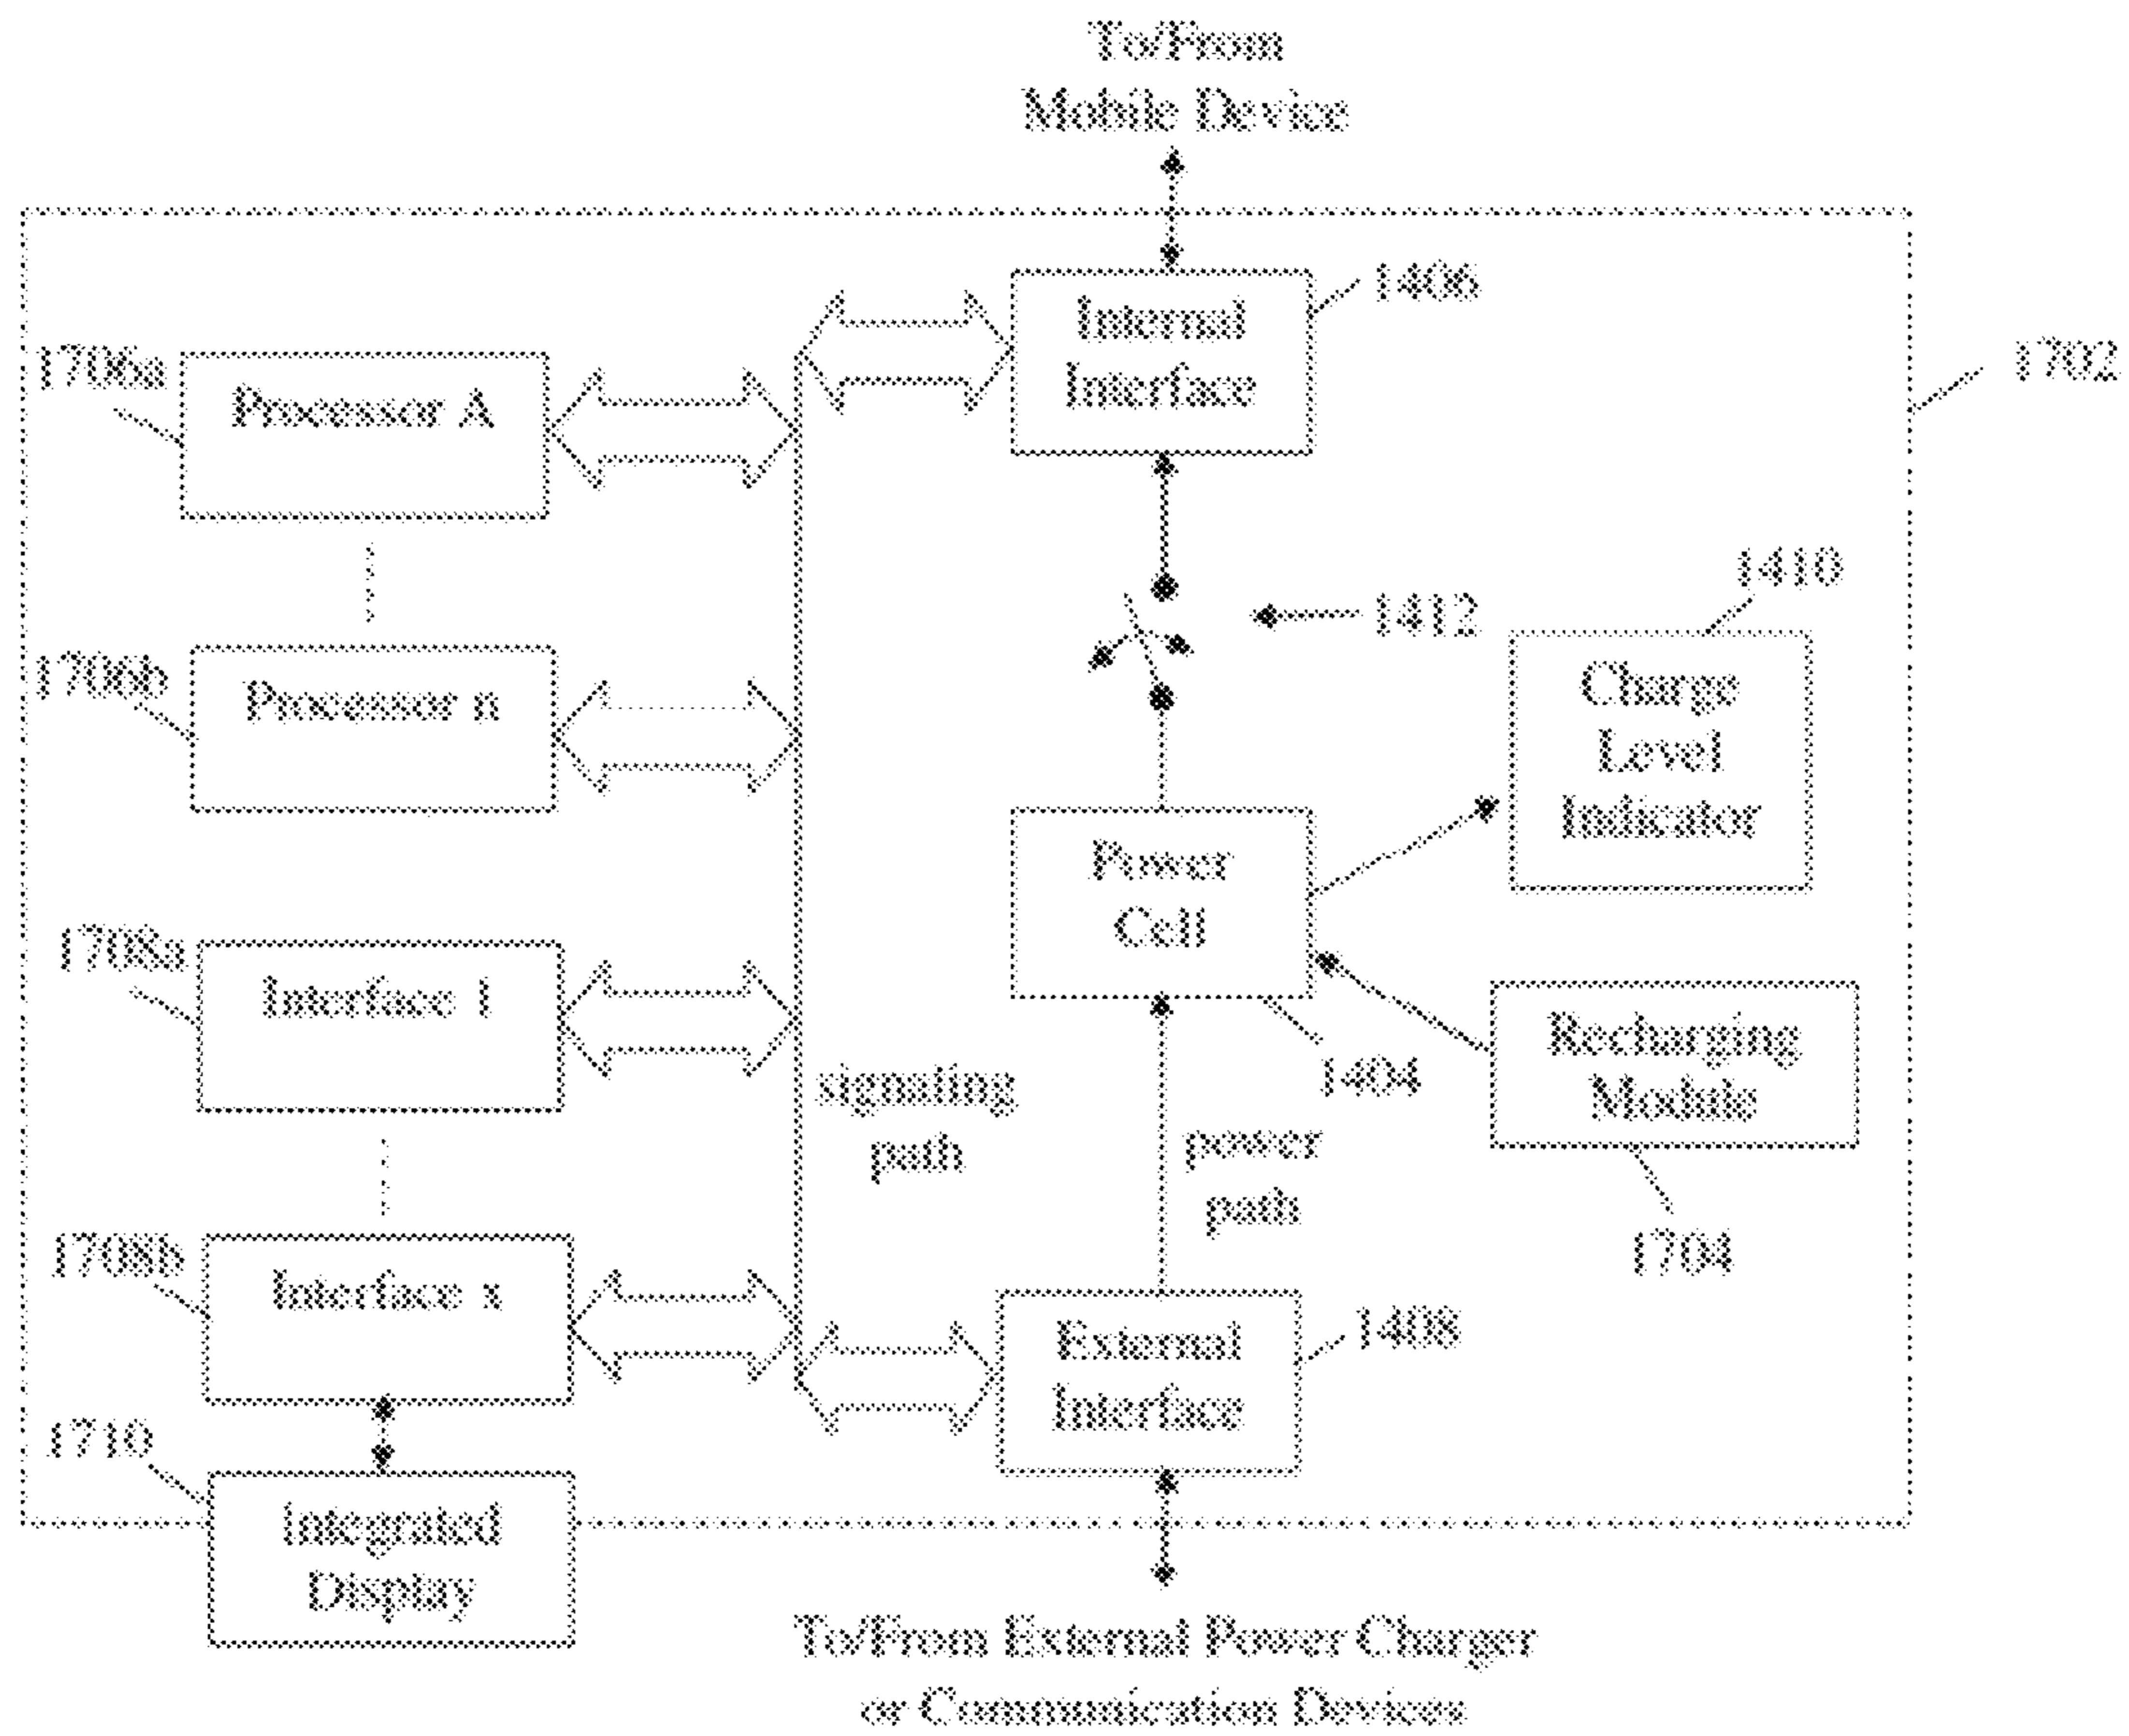 To/From
Mobile Device
1406
Internal
Interface
1702
1706a
Processor A
1410
1412
1706b
Processor n
Charge
Level
Indicator
Power
Cell
1708a
Interface 1
Recharging
Module
1404
signaling
path
power
path
1704
1708b
Interface x
1408
External
Interface
1710
Integrated
Display
To/From External Power Charger
or Communication Devices